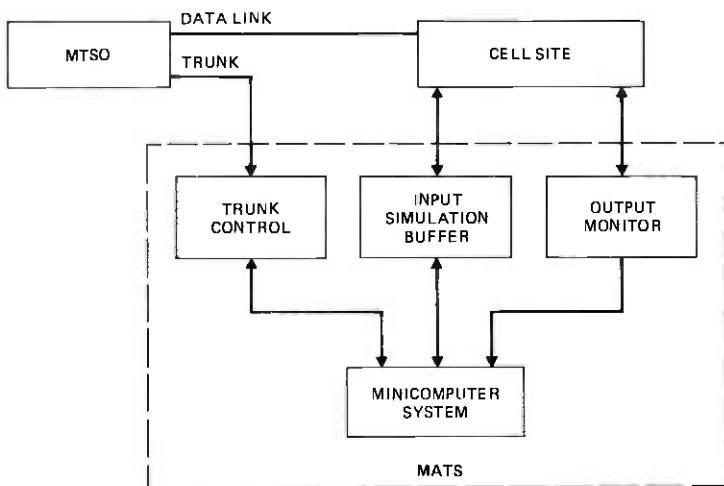 DATA LINK
MTSO
CELL SITE
TRUNK
TRUNK
CONTROL
INPUT
SIMULATION
BUFFER
OUTPUT
MONITOR
MINICOMPUTER
SYSTEM
MATS